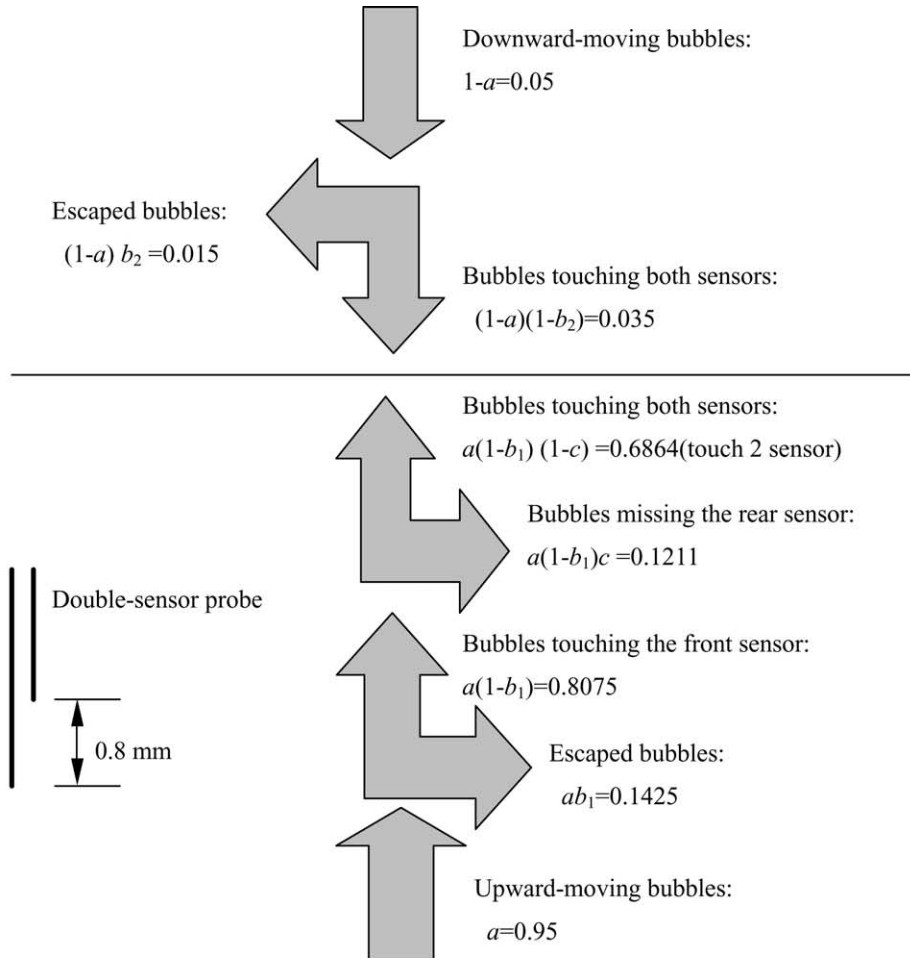 Downward-moving bubbles:
1-a=0.05
Escaped bubbles:
(1-a) b₂ =0.015
Bubbles touching both sensors:
(1-a)(1-b₂)=0.035
Bubbles touching both sensors:
a(1-b₁) (1-c) =0.6864(touch 2 sensor)
Bubbles missing the rear sensor:
a(1-b₁)c =0.1211
Double-sensor probe
Bubbles touching the front sensor:
a(1-b₁)=0.8075
0.8 mm
Escaped bubbles:
ab₁=0.1425
Upward-moving bubbles:
a=0.95